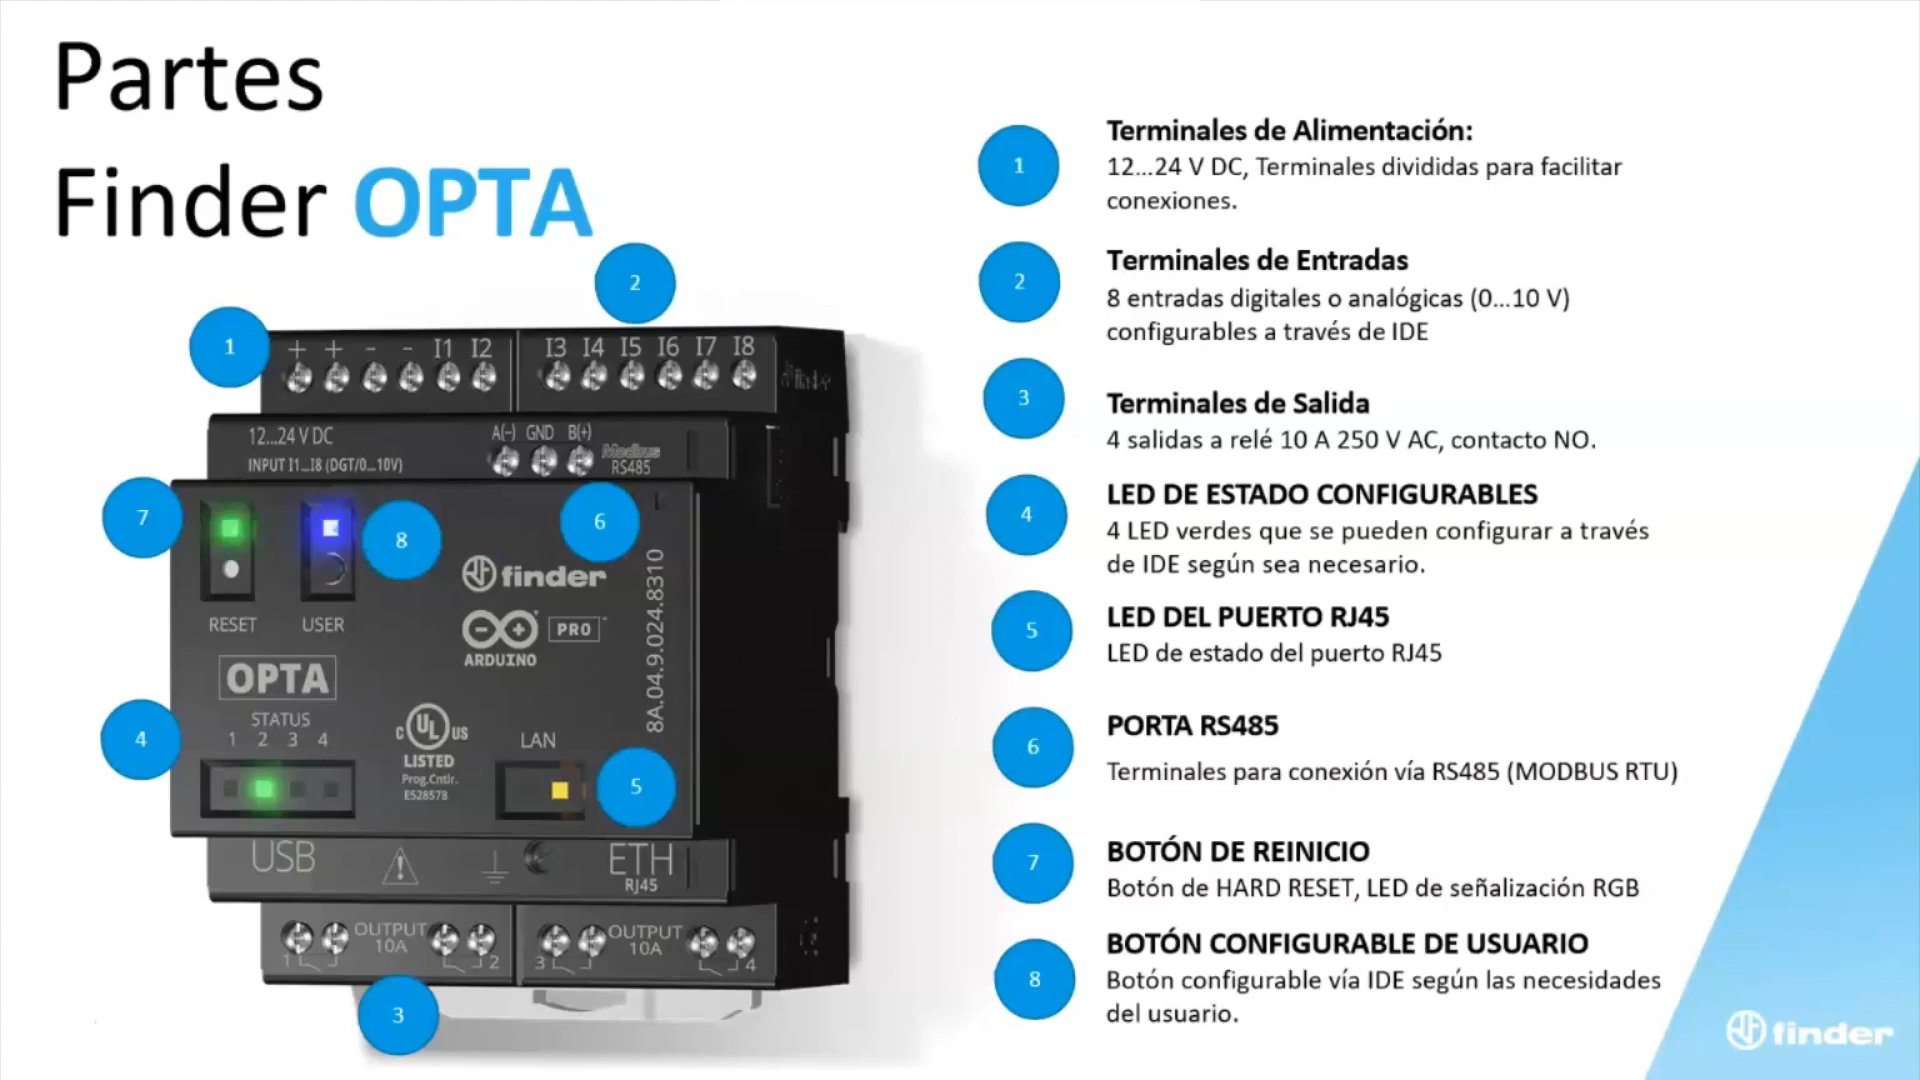 Partes
Finder OPTA
1
2
+ + - - I1 I2 I3 I4 I5 I6 I7 I8
12...24 V DC
INPUT I1...I8 (DGT/0...10V)
A(-) GND B(+)
Modbus
RS485
7
8
6
RESET USER
finder
ARDUINO
PRO
8A.04.9.024.8310
OPTA
STATUS
1 2 3 4
4
C UL US
LISTED
Prog.Cntlr.
E528578
LAN
5
USB
ETH
RJ45
1 OUTPUT 10A 2
3 OUTPUT 10A 4
3
1
Terminales de Alimentación:
12...24 V DC, Terminales divididas para facilitar
conexiones.
2
Terminales de Entradas
8 entradas digitales o analógicas (0...10 V)
configurables a través de IDE
3
Terminales de Salida
4 salidas a relé 10 A 250 V AC, contacto NO.
4
LED DE ESTADO CONFIGURABLES
4 LED verdes que se pueden configurar a través
de IDE según sea necesario.
5
LED DEL PUERTO RJ45
LED de estado del puerto RJ45
6
PORTA RS485
Terminales para conexión vía RS485 (MODBUS RTU)
7
BOTÓN DE REINICIO
Botón de HARD RESET, LED de señalización RGB
8
BOTÓN CONFIGURABLE DE USUARIO
Botón configurable vía IDE según las necesidades
del usuario.
finder